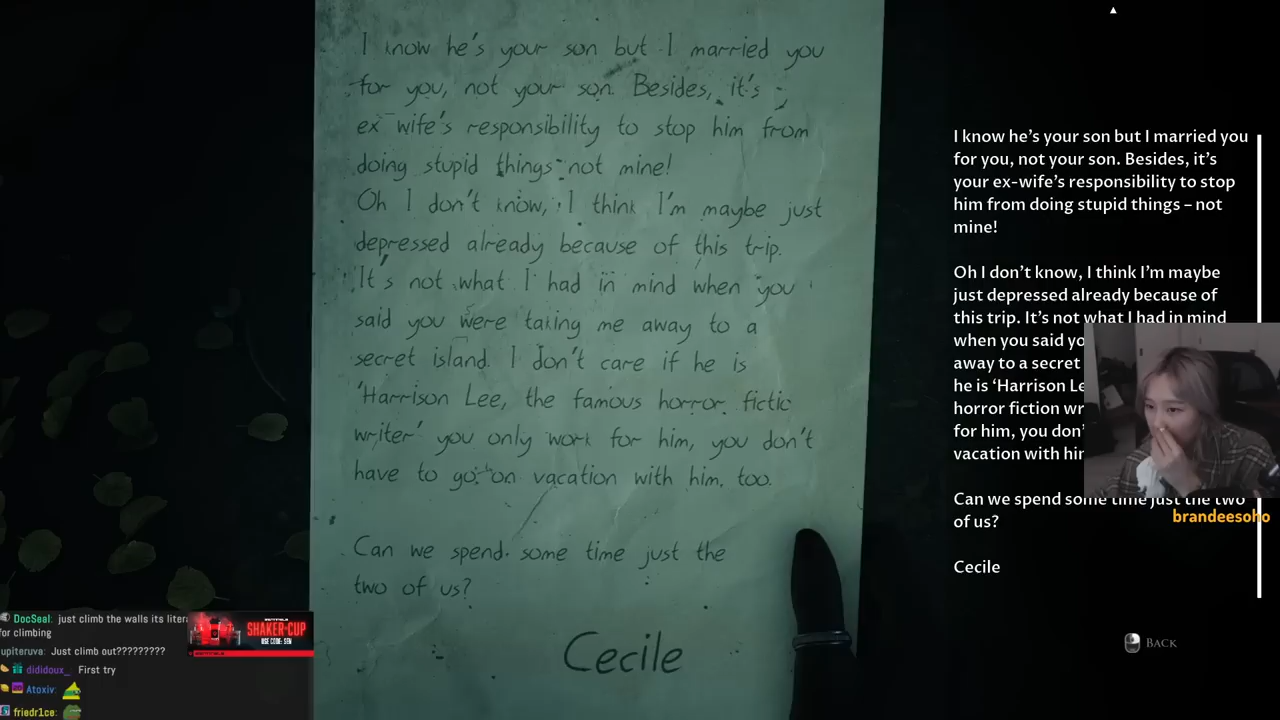 I know he's your son but I married you
for you, not your son. Besides, it's
ex wife's responsibility to stop him from
doing stupid things not mine!
Oh I don't know, I think I'm maybe just
depressed already because of this trip.
It's not what I had in mind when you
said you were taking me away to a
secret island. I don't care if he is
'Harrison Lee, the famous horror fictic
writer' you only work for him, you don't
have to go on vacation with him, too.
Can we spend some time just the
two of us?
Cecile
I know he's your son but I married you
for you, not your son. Besides, it's
your ex-wife's responsibility to stop
him from doing stupid things – not
mine!
Oh I don't know, I think I'm maybe
just depressed already because of
this trip. It's not what I had in mind
when you said yo
away to a secret
he is 'Harrison Le
horror fiction wr
for him, you don'
vacation with hin
Can we spend some time just the two
of us?
Cecile
brandeesoho
BACK
DocSeal: just climb the walls its liter
for climbing
upiteruva: Just climb out?????????
dididoux_ First try
Atoxiv:
friedr1ce:
SHAKER-CUP
USE CODE: SEN